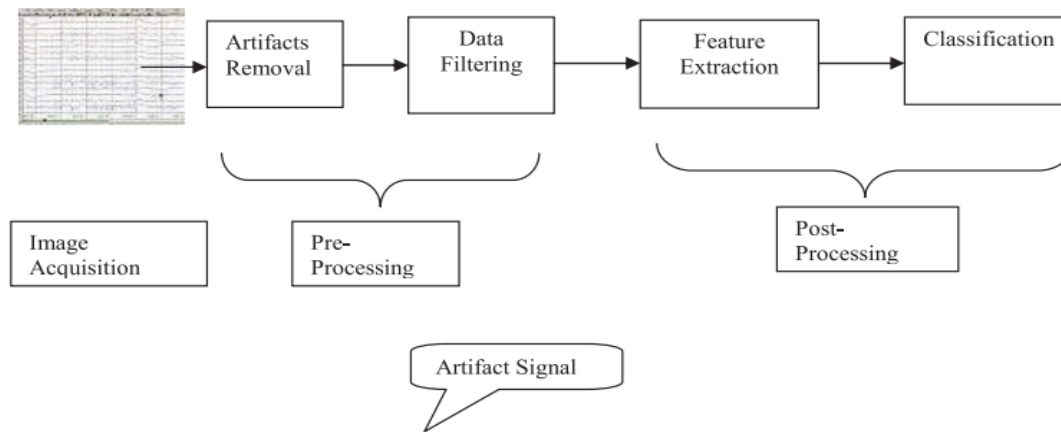 Artifacts
Removal
Data
Filtering
Feature
Extraction
Classification
Image
Acquisition
Pre-
Processing
Post-
Processing
Artifact Signal